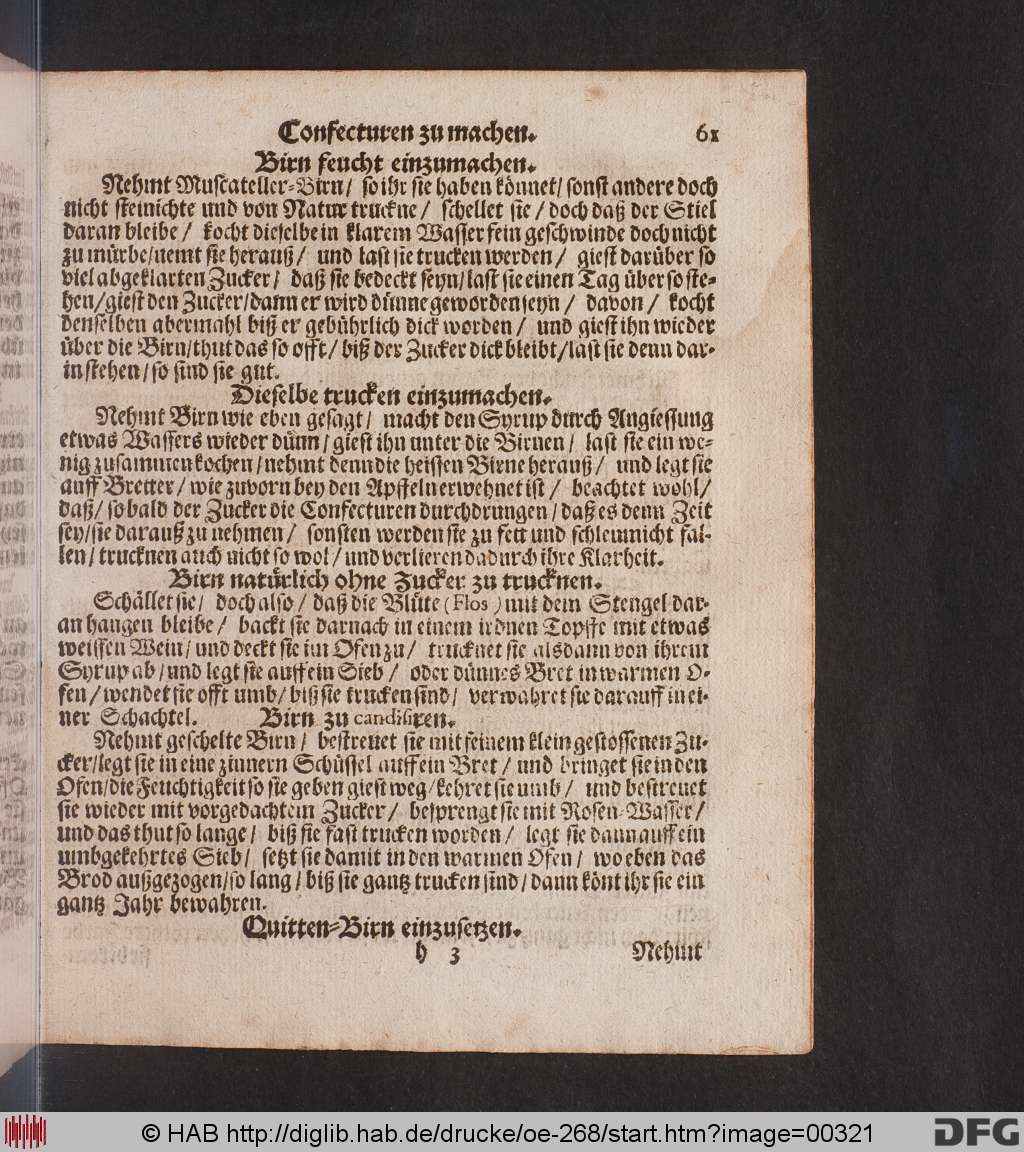 Confecturen zu machen. 61
Birn feucht einzumachen.
Nehmt Muscateller-Birn/ so ihr sie haben könnet/ sonst andere doch
nicht steinichte und von Natur truckne/ schellet sie/ doch daß der Stiel
daran bleibe/ kocht dieselbe in klarem Wasser fein geschwinde doch nicht
zu mürbe/nemt sie herauß/ und last sie trucken werden/ giest darüber so
viel abgeklarten Zucker/ daß sie bedeckt seyn/last sie einen Tag über so ste-
hen/giest den Zucker/dann er wird dünne geworden seyn/ davon/ kocht
denselben abermahl biß er gebührlich dick worden/ und giest ihn wieder
über die Birn/thut das so offt/ biß der Zucker dick bleibt/last sie denn dar-
in stehen/so sind sie gut.
Dieselbe trucken einzumachen.
Nehmt Birn wie eben gesagt/ macht den Syrup durch Angiessung
etwas Wassers wieder dünn/giest ihn unter die Birnen/ last sie ein we-
nig zusammen kochen/nehmt denn die heisten Birne herauß/ und legt sie
auff Bretter/ wie zuvorn bey den Apffeln erwehnet ist/ beachtet wohl/
daß/ so bald der Zucker die Confecturen durchdrungen/ daß es denn Zeit
sey/sie darauß zu nehmen/ sonsten werden sie zu fett und schleimicht fal-
len/ trucknen auch nicht so wol/ und verlieren dadurch ihre Klarheit.
Birn natürlich ohne Zucker zu trucknen.
Schället sie/ doch also/ daß die Blüte (Flos) mit dem Stengel dar-
an hangen bleibe/ backt sie darnach in einem irdnen Topffe mit etwas
weissen Wein/ und deckt sie im Ofen zu/ trucknet sie alsdann von ihrem
Syrup ab/und legt sie auff ein Sieb/ oder dünnes Bret in warmen O-
fen/ wendet sie offt umb/ biß sie trucken sind/ verwahret sie darauff in ei-
ner Schachtel. Birn zu candisiren.
Nehmt geschelte Birn/ bestreuet sie mit feinem klein gestossenen Zu-
cker/legt sie in eine zinnern Schüssel auff ein Bret/ und bringet sie in den
Ofen/die Feuchtigkeit so sie geben giest weg/kehret sie umb/ und bestreuet
sie wieder mit vorgedachtem Zucker/ besprengt sie mit Rosen-Wasser/
und das thut so lange/ biß sie fast trucken worden/ legt sie dann auff ein
umbgekehrtes Sieb/ setzt sie damit in den warmen Ofen/ wo eben das
Brod außgezogen/so lang/ biß sie gantz trucken sind/ dann könt ihr sie ein
gantz Jahr bewahren.
Quitten-Birn einzusetzen.
h 3 Nehmt
© HAB http://diglib.hab.de/drucke/oe-268/start.htm?image=00321
DFG